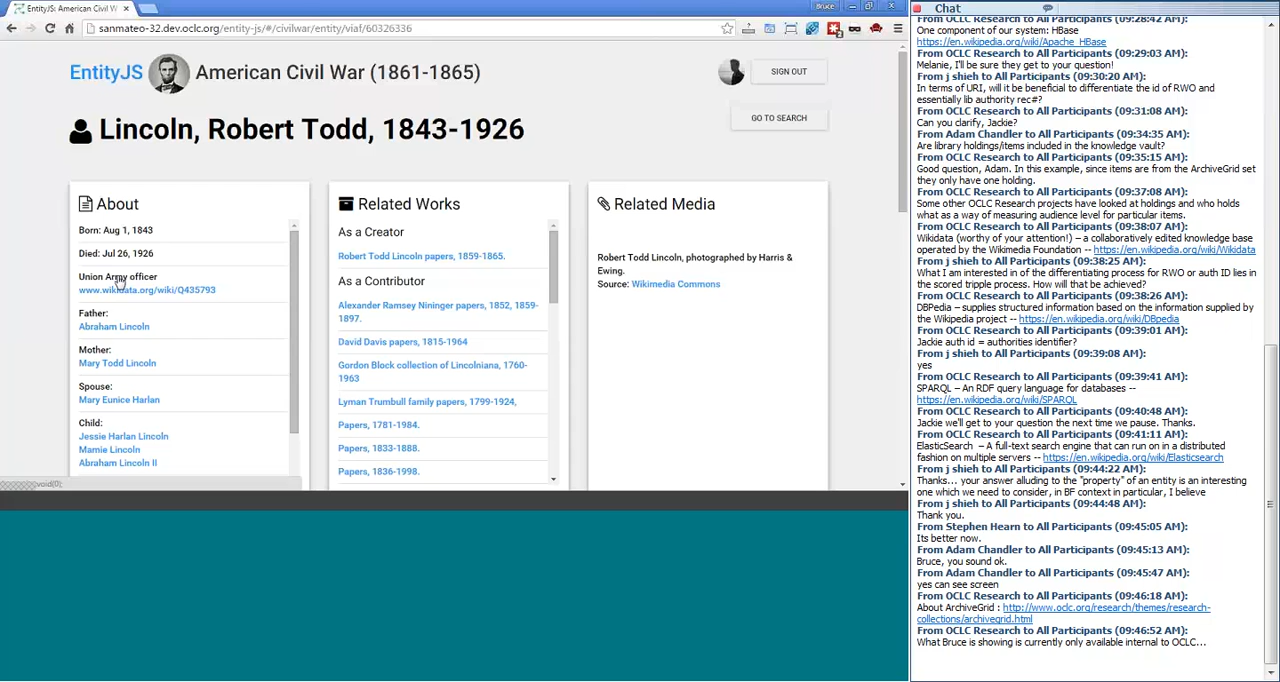 EntityJS: American Civil W
Bruce
sanmateo-32.dev.oclc.org/entity-js/#/civilwar/entity/viaf/60326336
EntityJS American Civil War (1861-1865)
SIGN OUT
GO TO SEARCH
Lincoln, Robert Todd, 1843-1926
About
Born: Aug 1, 1843
Died: Jul 26, 1926
Union Army officer
www.wikidata.org/wiki/Q435793
Father:
Abraham Lincoln
Mother:
Mary Todd Lincoln
Spouse:
Mary Eunice Harlan
Child:
Jessie Harlan Lincoln
Mamie Lincoln
Abraham Lincoln II
void(0);
Related Works
As a Creator
Robert Todd Lincoln papers, 1859-1865.
As a Contributor
Alexander Ramsey Nininger papers, 1852, 1859-
1897.
David Davis papers, 1815-1964
Gordon Block collection of Lincolniana, 1760-
1963
Lyman Trumbull family papers, 1799-1924,
Papers, 1781-1984.
Papers, 1833-1888.
Papers, 1836-1998.
Related Media
Robert Todd Lincoln, photographed by Harris &
Ewing.
Source: Wikimedia Commons
Chat
From OCLC Research to All Participants (09:28:42 AM):
One component of our system: HBase
https://en.wikipedia.org/wiki/Apache_HBase
From OCLC Research to All Participants (09:29:03 AM):
Melanie, I'll be sure they get to your question!
From j shieh to All Participants (09:30:20 AM):
In terms of URI, will it be beneficial to differentiate the id of RWO and
essentially lib authority rec#?
From OCLC Research to All Participants (09:31:08 AM):
Can you clarify, Jackie?
From Adam Chandler to All Participants (09:34:35 AM):
Are library holdings/items included in the knowledge vault?
From OCLC Research to All Participants (09:35:15 AM):
Good question, Adam. In this example, since items are from the ArchiveGrid set
they only have one holding.
From OCLC Research to All Participants (09:37:08 AM):
Some other OCLC Research projects have looked at holdings and who holds
what as a way of measuring audience level for particular items.
From OCLC Research to All Participants (09:38:07 AM):
Wikidata (worthy of your attention!) – a collaboratively edited knowledge base
operated by the Wikimedia Foundation -- https://en.wikipedia.org/wiki/Wikidata
From j shieh to All Participants (09:38:25 AM):
What I am interested in of the differentiating process for RWO or auth ID lies in
the scored tripple process. How will that be achieved?
From OCLC Research to All Participants (09:38:26 AM):
DBPedia – supplies structured information based on the information supplied by
the Wikipedia project -- https://en.wikipedia.org/wiki/DBpedia
From OCLC Research to All Participants (09:39:01 AM):
Jackie auth id = authorities identifier?
From j shieh to All Participants (09:39:08 AM):
yes
From OCLC Research to All Participants (09:39:41 AM):
SPARQL – An RDF query language for databases --
https://en.wikipedia.org/wiki/SPARQL
From OCLC Research to All Participants (09:40:48 AM):
Jackie we'll get to your question the next time we pause. Thanks.
From OCLC Research to All Participants (09:41:11 AM):
ElasticSearch – A full-text search engine that can run on in a distributed
fashion on multiple servers -- https://en.wikipedia.org/wiki/Elasticsearch
From j shieh to All Participants (09:44:22 AM):
Thanks... your answer alluding to the "property" of an entity is an interesting
one which we need to consider, in BF context in particular, I believe
From j shieh to All Participants (09:44:48 AM):
Thank you.
From Stephen Hearn to All Participants (09:45:05 AM):
Its better now.
From Adam Chandler to All Participants (09:45:13 AM):
Bruce, you sound ok.
From Adam Chandler to All Participants (09:45:47 AM):
yes can see screen
From OCLC Research to All Participants (09:46:18 AM):
About ArchiveGrid : http://www.oclc.org/research/themes/research-
collections/archivegrid.html
From OCLC Research to All Participants (09:46:52 AM):
What Bruce is showing is currently only available internal to OCLC...